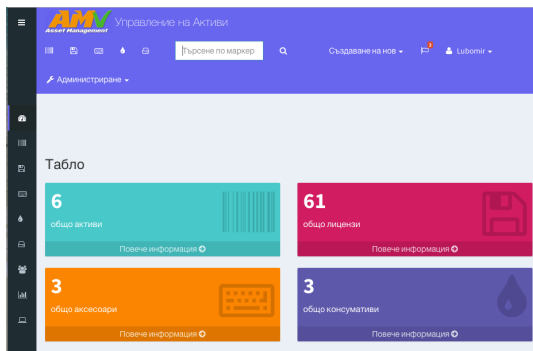 AMV
Asset Management
Управление на Активи
Търсене по маркер
Създаване на нов
2
Lubomir
Администриране
Табло
6
общо активи
Повече информация
61
общо лицензи
Повече информация
3
общо аксесоари
Повече информация
3
общо консумативи
Повече информация